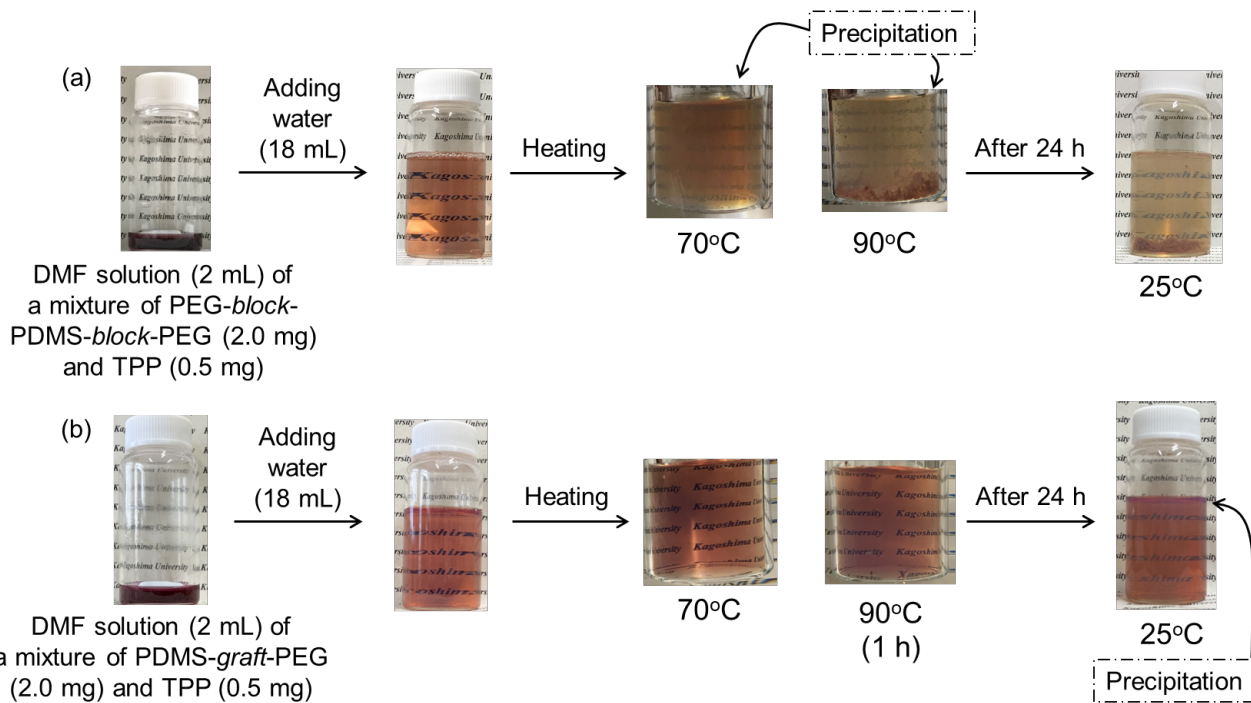 Precipitation
(a)
Adding
water
(18 mL)
Heating
After 24 h
70°C
90°C
25°C
DMF solution (2 mL) of
a mixture of PEG-block-
PDMS-block-PEG (2.0 mg)
and TPP (0.5 mg)
(b)
Adding
water
(18 mL)
Heating
After 24 h
70°C
90°C
(1 h)
25°C
DMF solution (2 mL) of
a mixture of PDMS-graft-PEG
(2.0 mg) and TPP (0.5 mg)
Precipitation
Kagoshima University